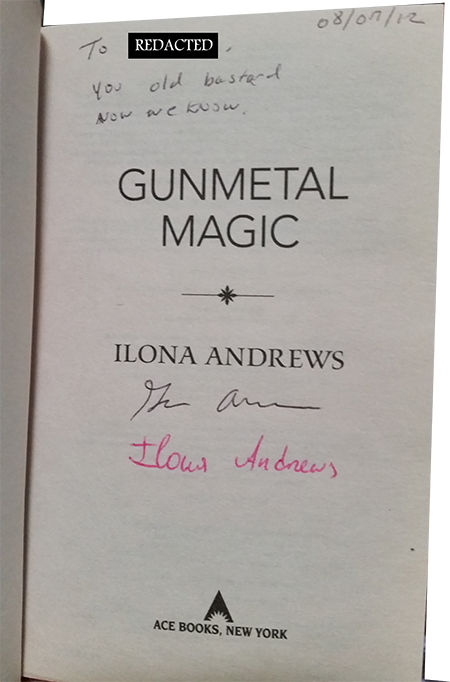 08/07/12
To REDACTED.
You old bastard
Now we know.
GUNMETAL
MAGIC
ILONA ANDREWS
Ilona Andrews
ACE BOOKS, NEW YORK